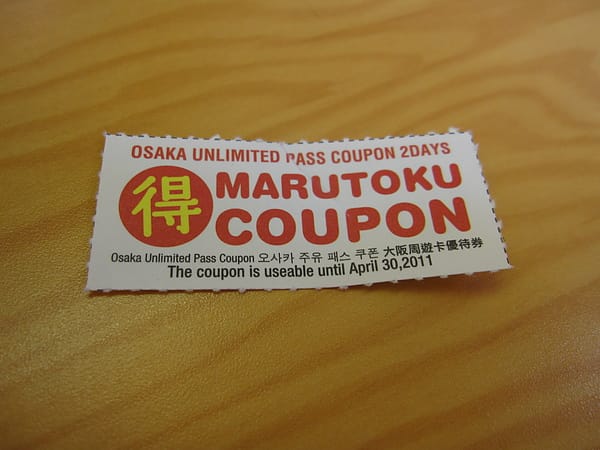 OSAKA UNLIMITED PASS COUPON 2DAYS
得
MARUTOKU
COUPON
Osaka Unlimited Pass Coupon 오사카 주유 패스 쿠폰 大阪周遊卡優待券
The coupon is useable until April 30,2011